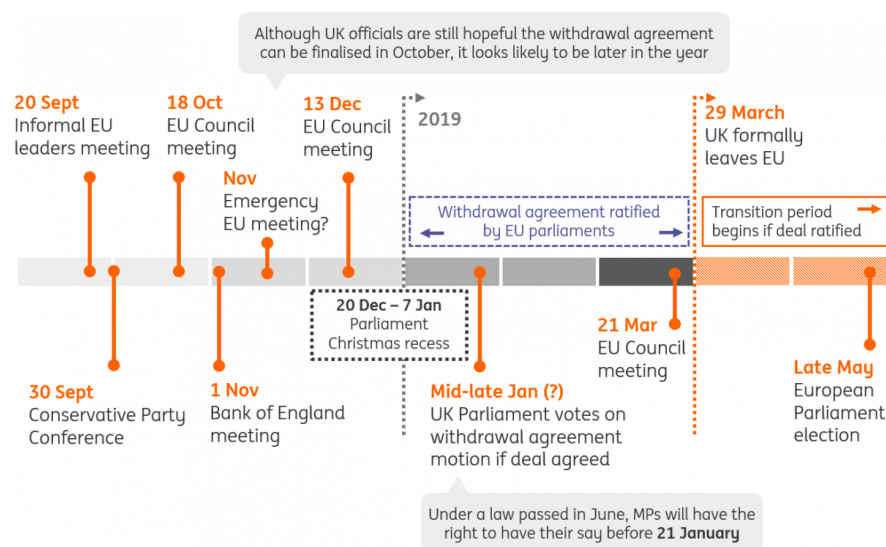 Although UK officials are still hopeful the withdrawal agreement
can be finalised in October, it looks likely to be later in the year
20 Sept
Informal EU
leaders meeting
18 Oct
EU Council
meeting
Nov
Emergency
EU meeting?
13 Dec
EU Council
meeting
2019
29 March
UK formally
leaves EU
Withdrawal agreement ratified
by EU parliaments
Transition period
begins if deal ratified
20 Dec – 7 Jan
Parliament
Christmas recess
30 Sept
Conservative Party
Conference
1 Nov
Bank of England
meeting
Mid-late Jan (?)
UK Parliament votes on
withdrawal agreement
motion if deal agreed
21 Mar
EU Council
meeting
Late May
European
Parliament
election
Under a law passed in June, MPs will have the
right to have their say before 21 January